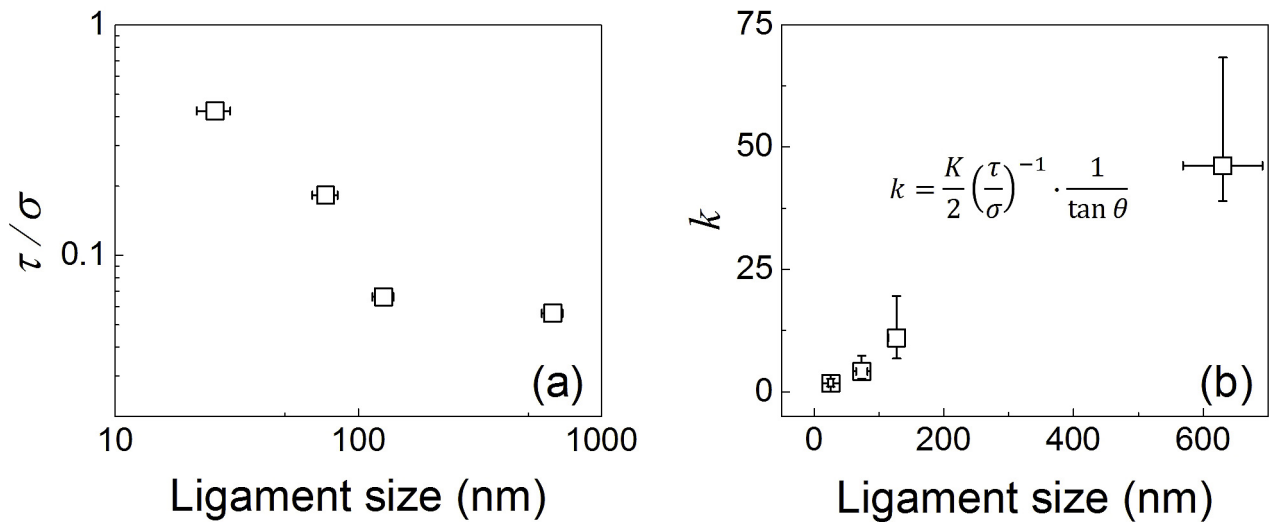 1
0.1
τ / σ
10 100 1000
Ligament size (nm)
(a)
75
50
25
0
k
k = K/2 (τ/σ)⁻¹ · 1/tan θ
0 200 400 600
Ligament size (nm)
(b)